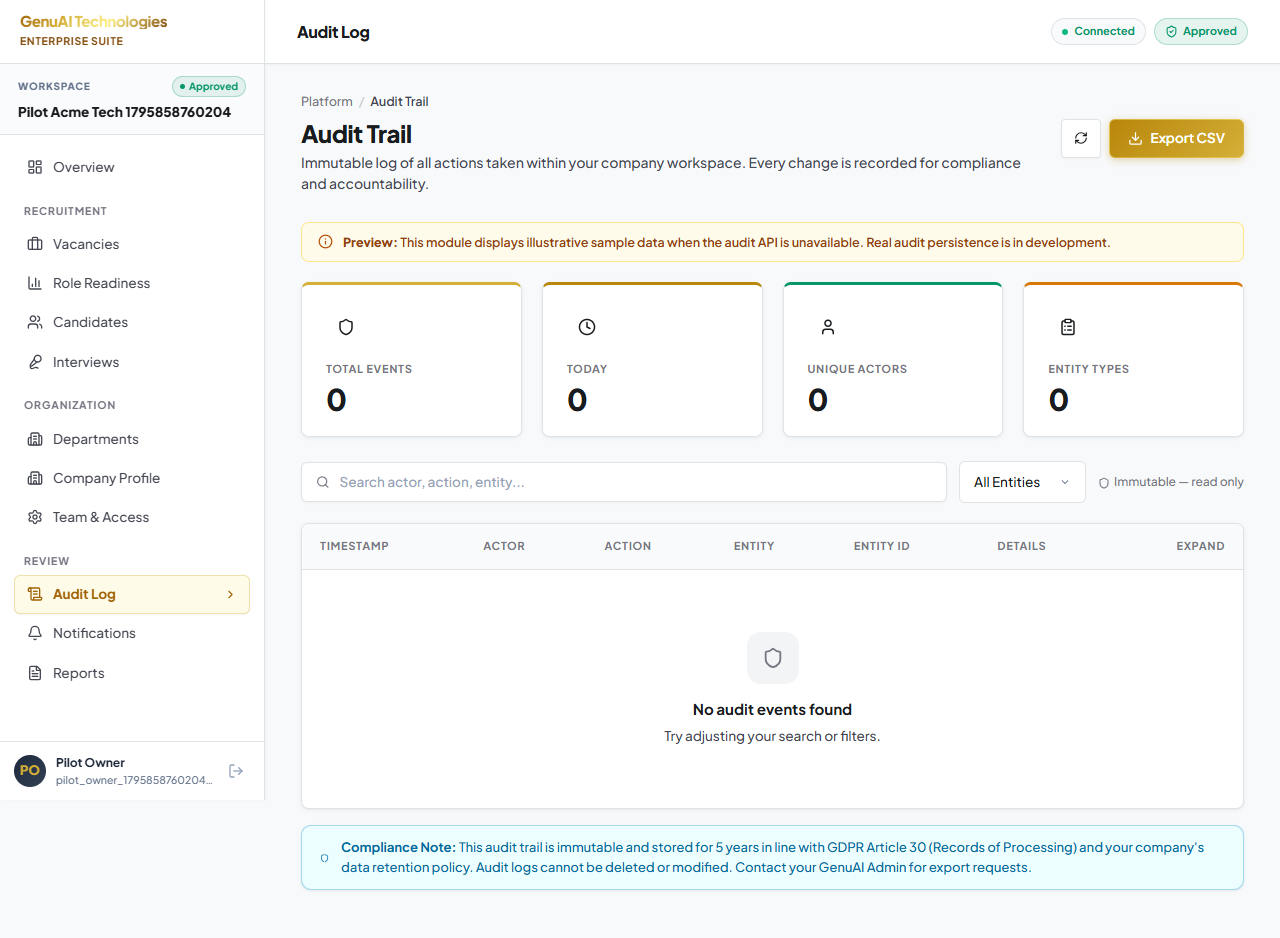 GenuAI Technologies
ENTERPRISE SUITE
WORKSPACE
Approved
Pilot Acme Tech 1795858760204
Overview
RECRUITMENT
Vacancies
Role Readiness
Candidates
Interviews
ORGANIZATION
Departments
Company Profile
Team & Access
REVIEW
Audit Log
Notifications
Reports
PO
Pilot Owner
pilot_owner_1795858760204...
Audit Log
Connected
Approved
Platform / Audit Trail
Audit Trail
Immutable log of all actions taken within your company workspace. Every change is recorded for compliance
and accountability.
Export CSV
Preview: This module displays illustrative sample data when the audit API is unavailable. Real audit persistence is in development.
TOTAL EVENTS
0
TODAY
0
UNIQUE ACTORS
0
ENTITY TYPES
0
Search actor, action, entity...
All Entities
Immutable — read only
TIMESTAMP ACTOR ACTION ENTITY ENTITY ID DETAILS EXPAND
No audit events found
Try adjusting your search or filters.
Compliance Note: This audit trail is immutable and stored for 5 years in line with GDPR Article 30 (Records of Processing) and your company's
data retention policy. Audit logs cannot be deleted or modified. Contact your GenuAI Admin for export requests.